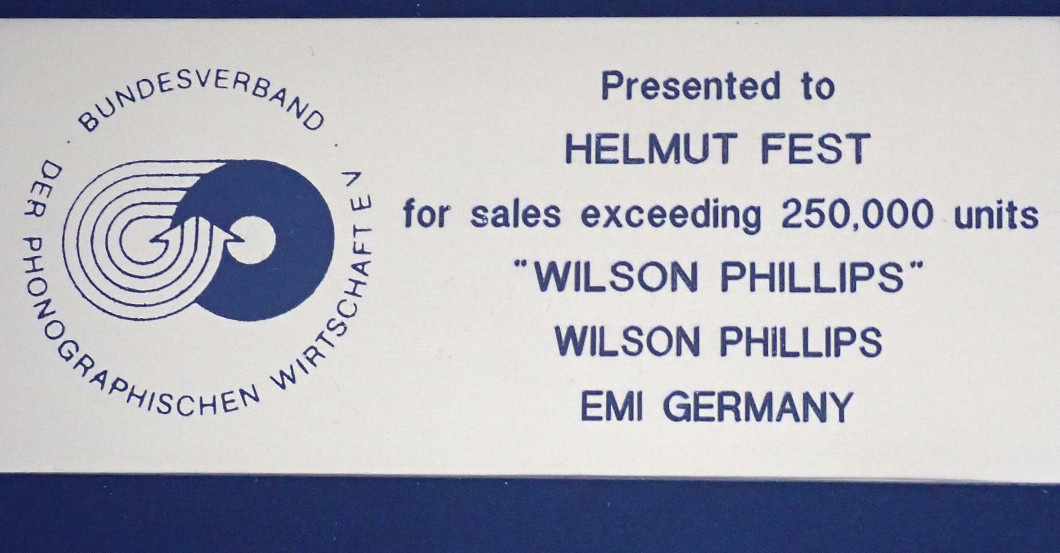 BUNDESVERBAND
DER PHONOGRAPHISCHEN WIRTSCHAFT E V
Presented to
HELMUT FEST
for sales exceeding 250,000 units
"WILSON PHILLIPS"
WILSON PHILLIPS
EMI GERMANY